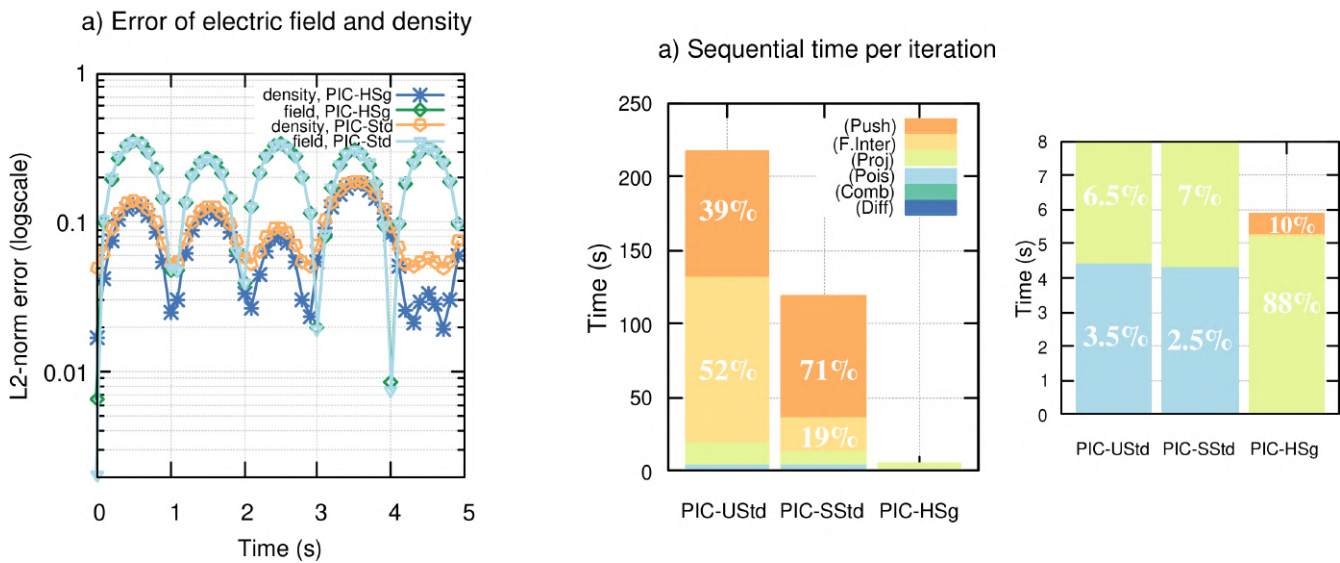 a) Error of electric field and density
L2-norm error (logscale)
1
0.1
0.01
density, PIC-HSg
field, PIC-HSg
density, PIC-Std
field, PIC-Std
0 1 2 3 4 5
Time (s)
a) Sequential time per iteration
Time (s)
250
200
150
100
50
0
(Push)
(F.Inter)
(Proj)
(Pois)
(Comb)
(Diff)
39%
52%
71%
19%
PIC-UStd PIC-SStd PIC-HSg
Time (s)
8
7
6
5
4
3
2
1
0
6.5% 7%
10%
88%
3.5% 2.5%
PIC-UStd PIC-SStd PIC-HSg